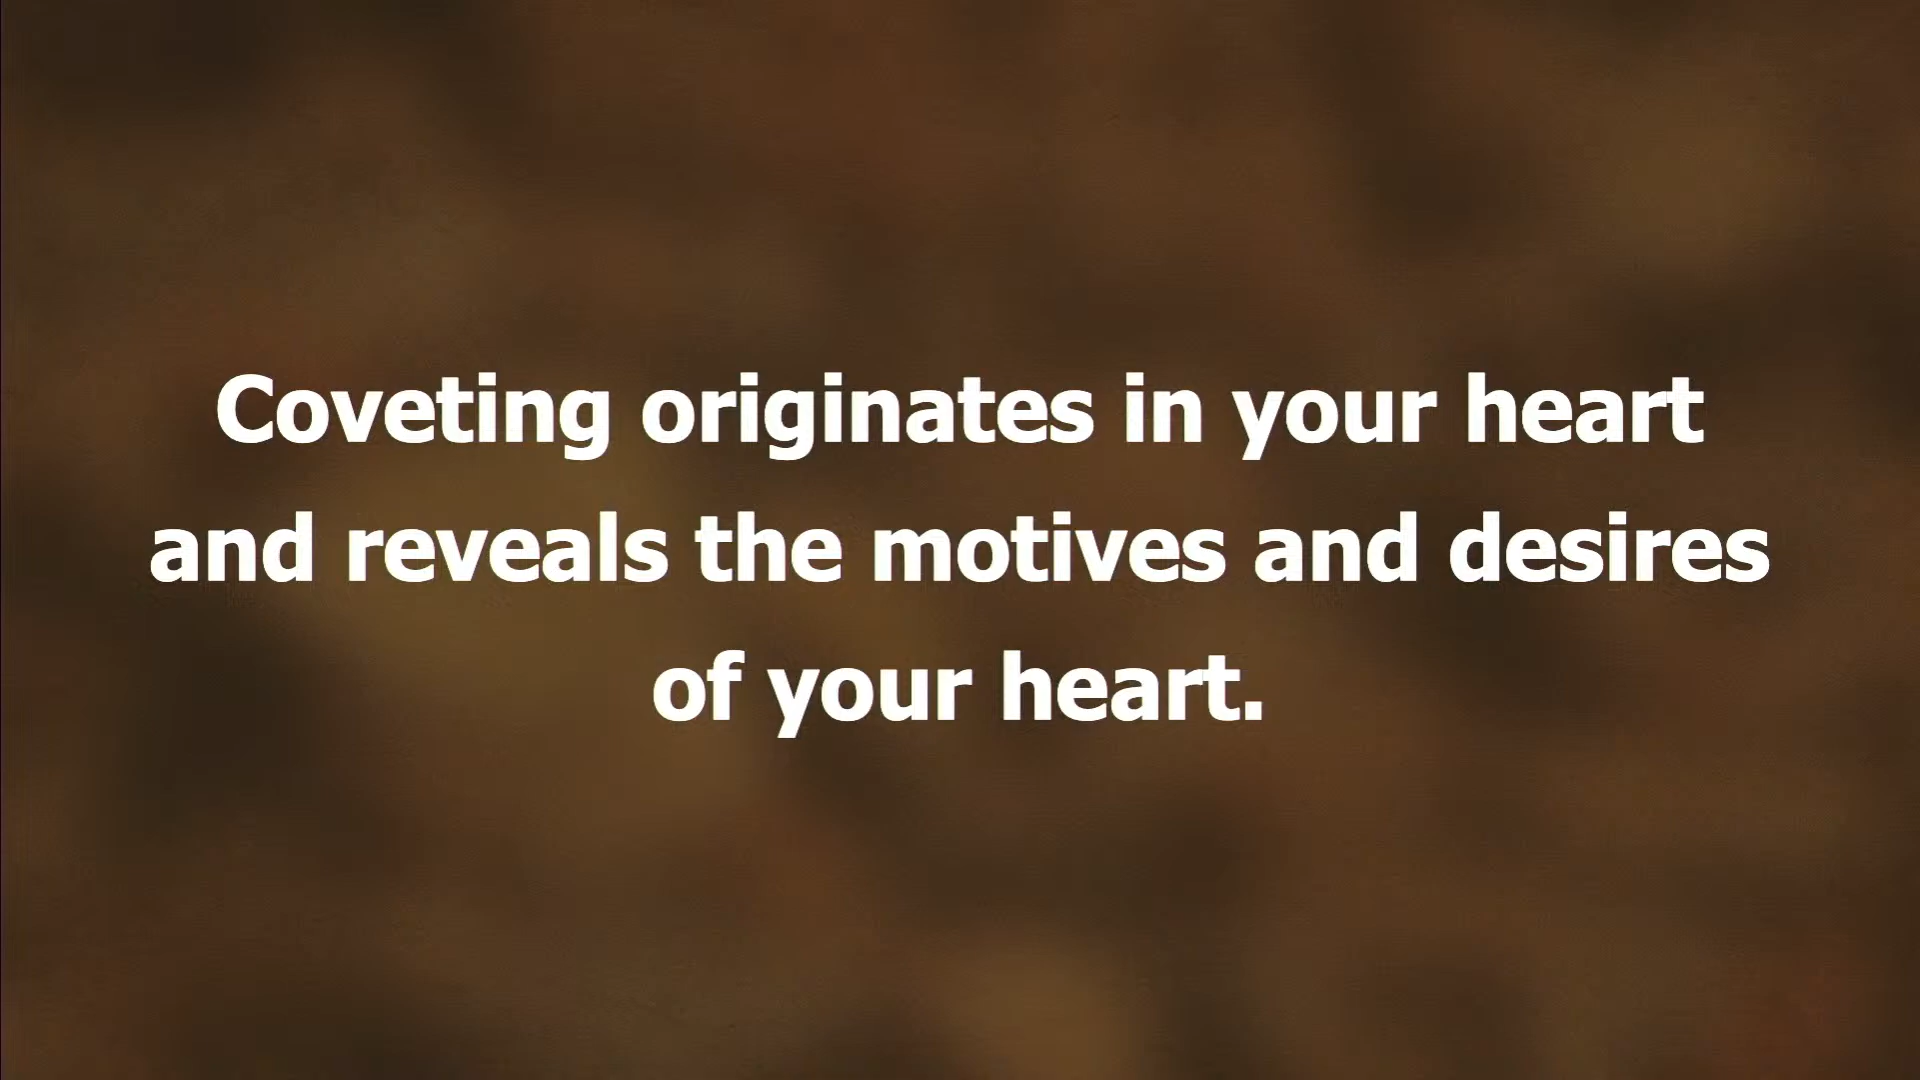 Coveting originates in your heart
and reveals the motives and desires
of your heart.